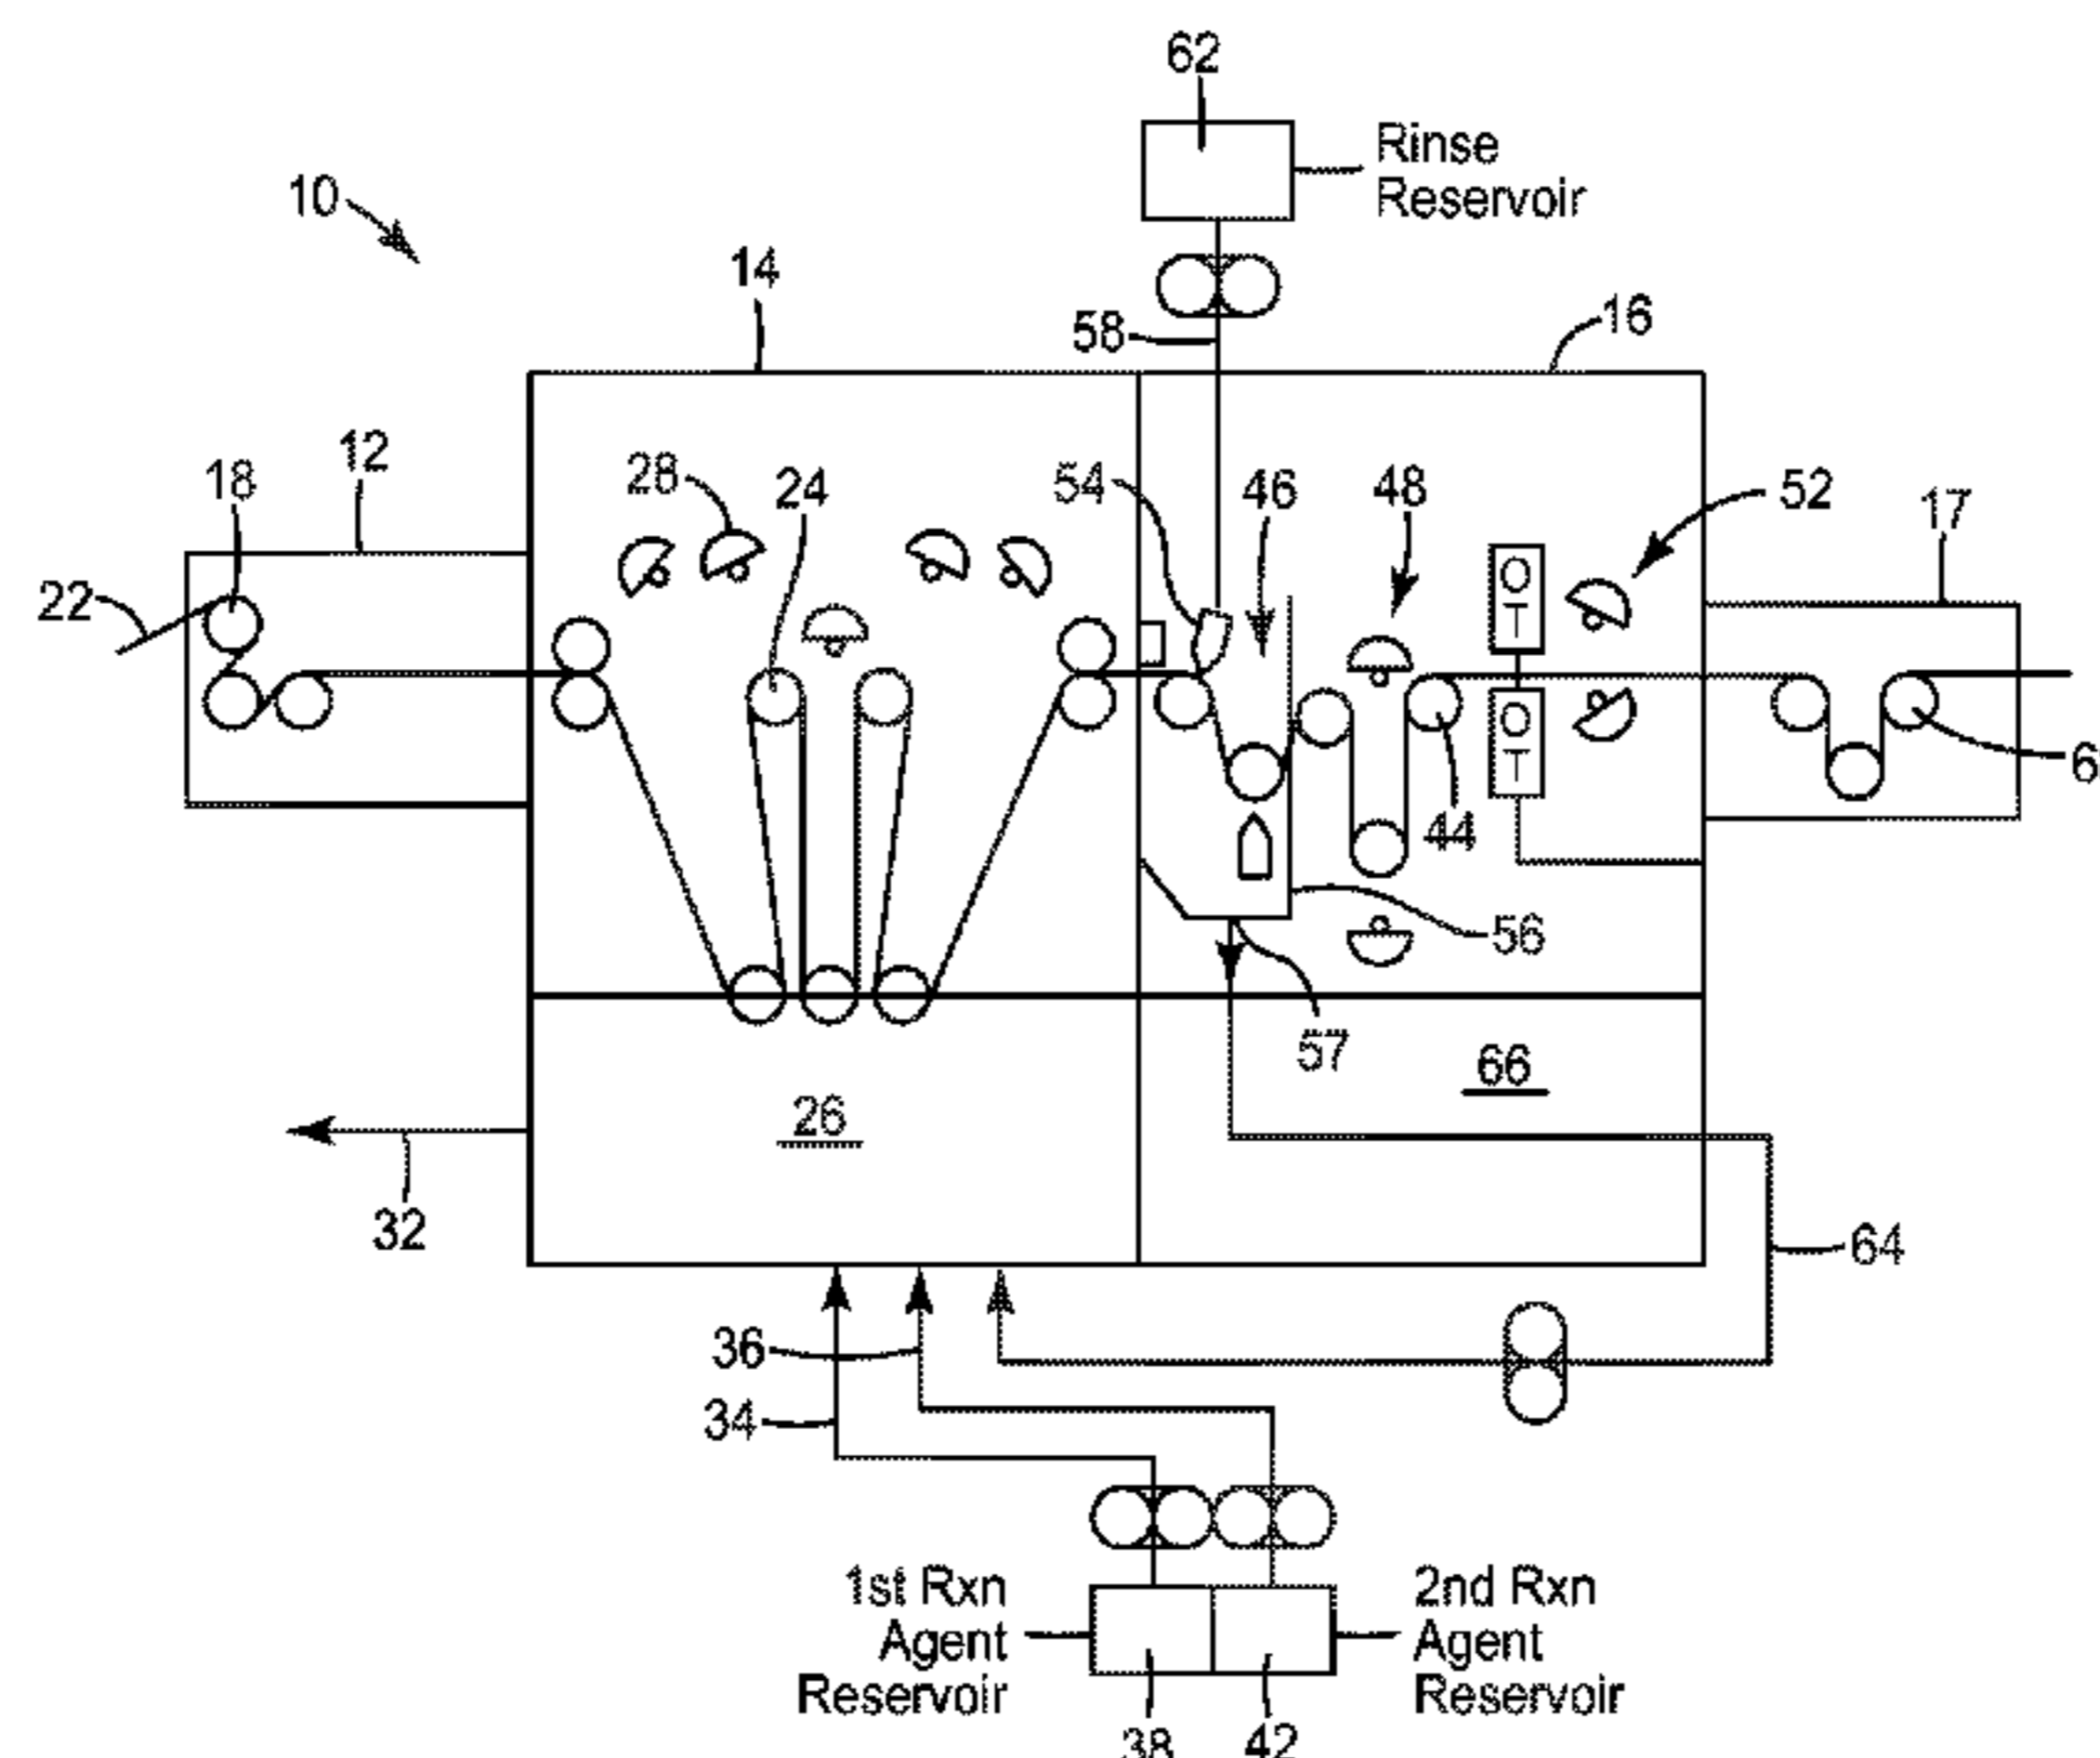 62
Rinse
Reservoir
10
14
58
16
12
18
28
24
54
46
48
52
17
22
O
T
O
T
6
44
56
57
66
26
32
64
36
34
1st Rxn
Agent
Reservoir
2nd Rxn
Agent
Reservoir
38
42